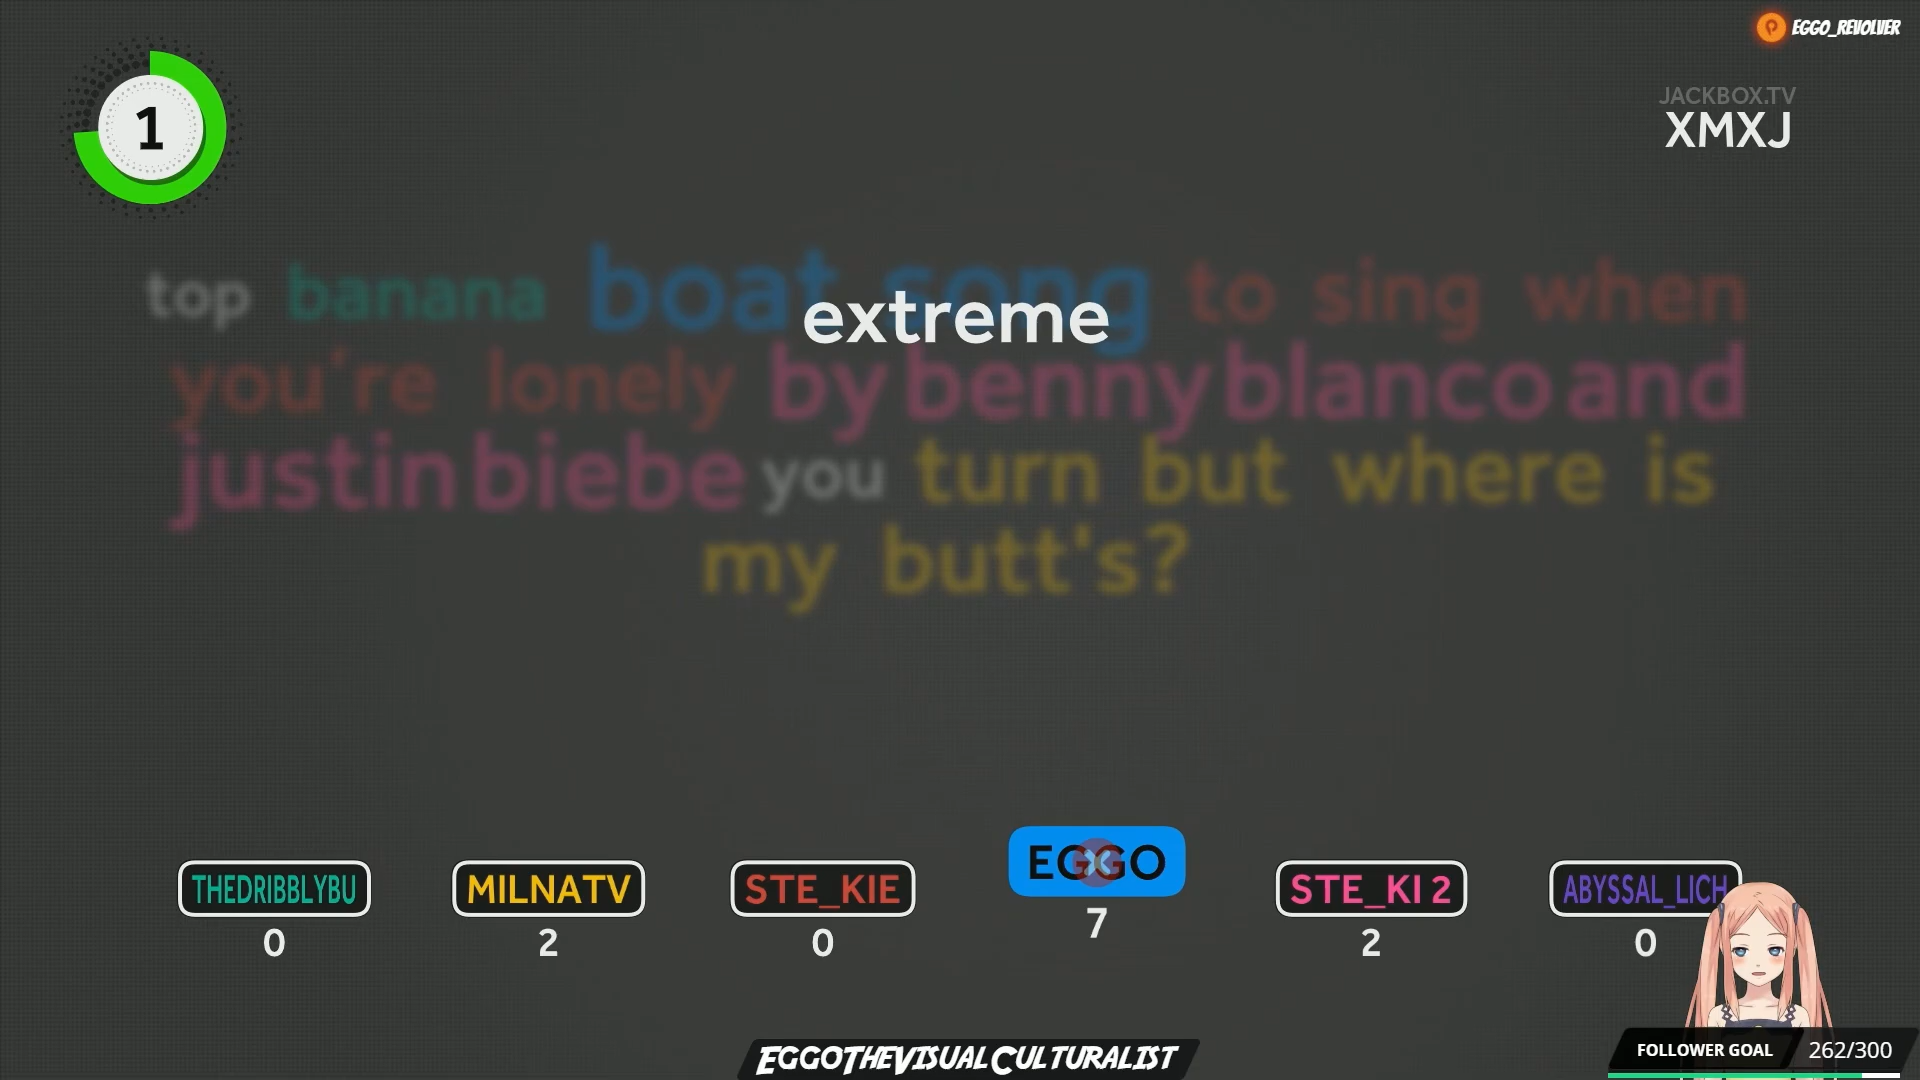 EGGO_REVOLVER
1
JACKBOX.TV
XMXJ
top banana boat song to sing when
extreme
you're lonely by benny blanco and
justin biebe you turn but where is
my butt's?
THEDRIBBLYBU MILNATV STE_KIE EGGO STE_KI 2 ABYSSAL_LICH
0 2 0 7 2 0
EGGOTHEVISUALCULTURALIST
FOLLOWER GOAL 262/300